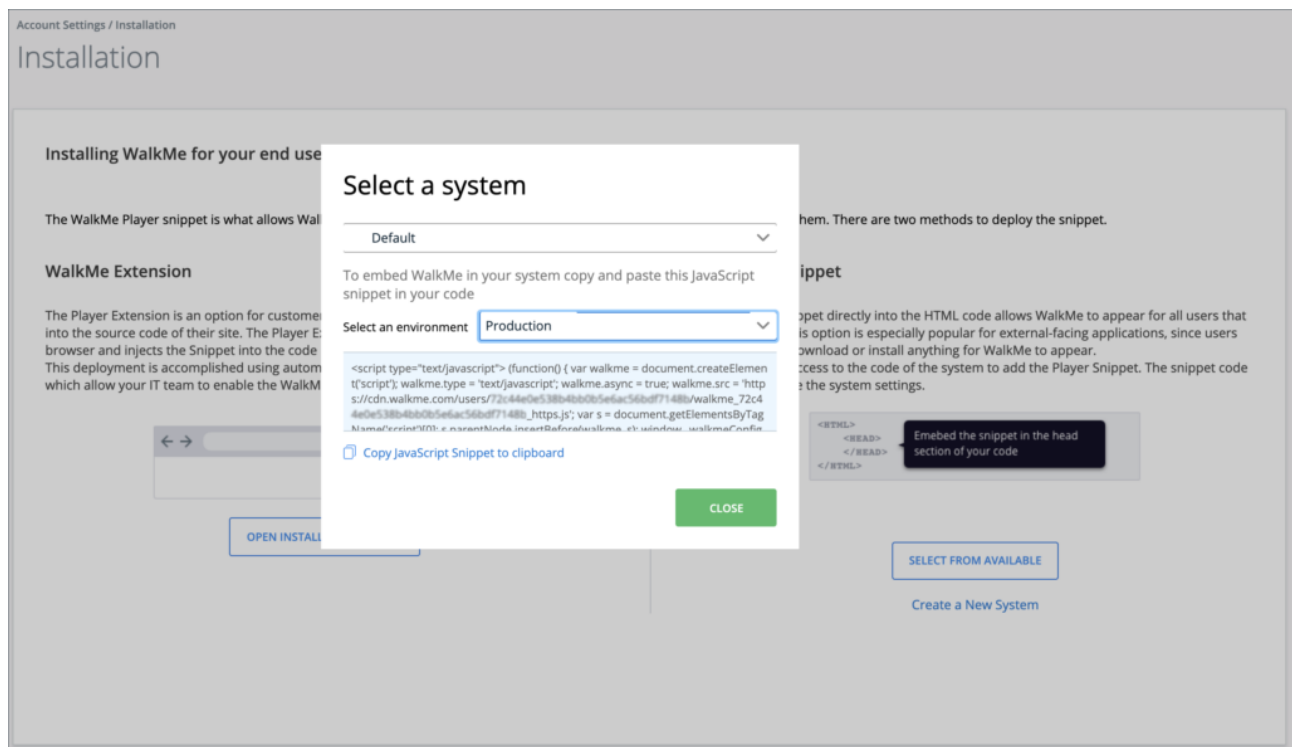 Account Settings / Installation
Installation
Installing WalkMe for your end use
The WalkMe Player snippet is what allows Wal
hem. There are two methods to deploy the snippet.
WalkMe Extension
The Player Extension is an option for custome
into the source code of their site. The Player E
browser and injects the Snippet into the code
This deployment is accomplished using autom
which allow your IT team to enable the WalkM
OPEN INSTALL
Select a system
Default
To embed WalkMe in your system copy and paste this JavaScript
snippet in your code
Select an environment Production
<script type="text/javascript"> (function() { var walkme = document.createElemen
t('script'); walkme.type = 'text/javascript'; walkme.async = true; walkme.src = 'http
s://cdn.walkme.com/users/ /walkme_72c4
_https.js'; var s = document.getElementsByTag
Name('script')[0]; s.parentNode.insertBefore(walkme, s); window._walkmeConfig
Copy JavaScript Snippet to clipboard
CLOSE
ippet
ppet directly into the HTML code allows WalkMe to appear for all users that
is option is especially popular for external-facing applications, since users
ownload or install anything for WalkMe to appear.
ccess to the code of the system to add the Player Snippet. The snippet code
e the system settings.
<HTML>
<HEAD>
</HEAD>
</HTML>
Emebed the snippet in the head
section of your code
SELECT FROM AVAILABLE
Create a New System